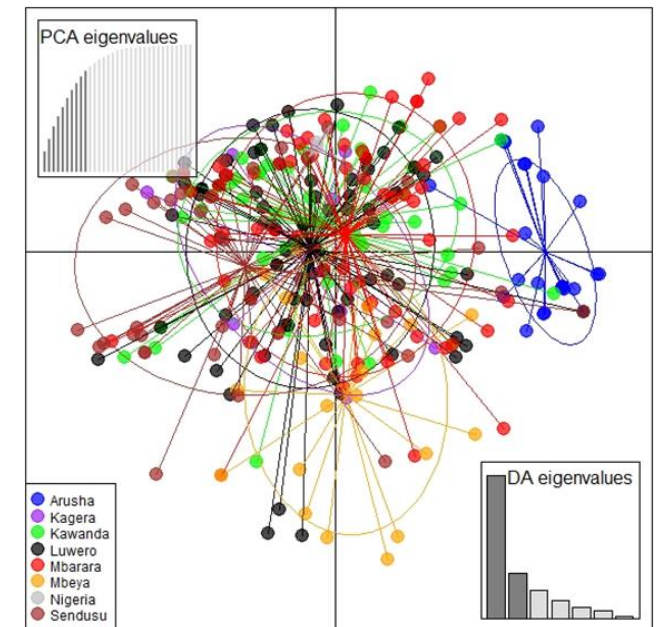 PCA eigenvalues
DA eigenvalues
Arusha
Kagera
Kawanda
Luwero
Mbarara
Mbeya
Nigeria
Sendusu